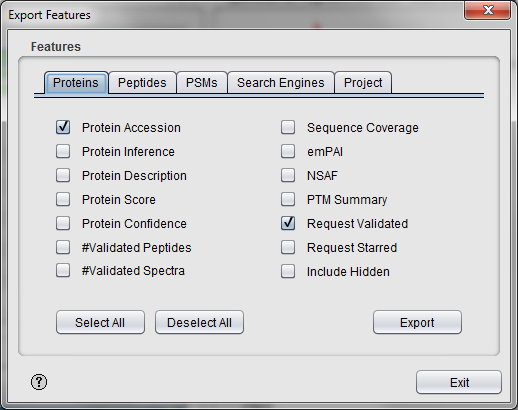 Export Features
Features
Proteins Peptides PSMs Search Engines Project
Protein Accession Sequence Coverage
Protein Inference emPAI
Protein Description NSAF
Protein Score PTM Summary
Protein Confidence Request Validated
#Validated Peptides Request Starred
#Validated Spectra Include Hidden
Select All Deselect All Export
? Exit